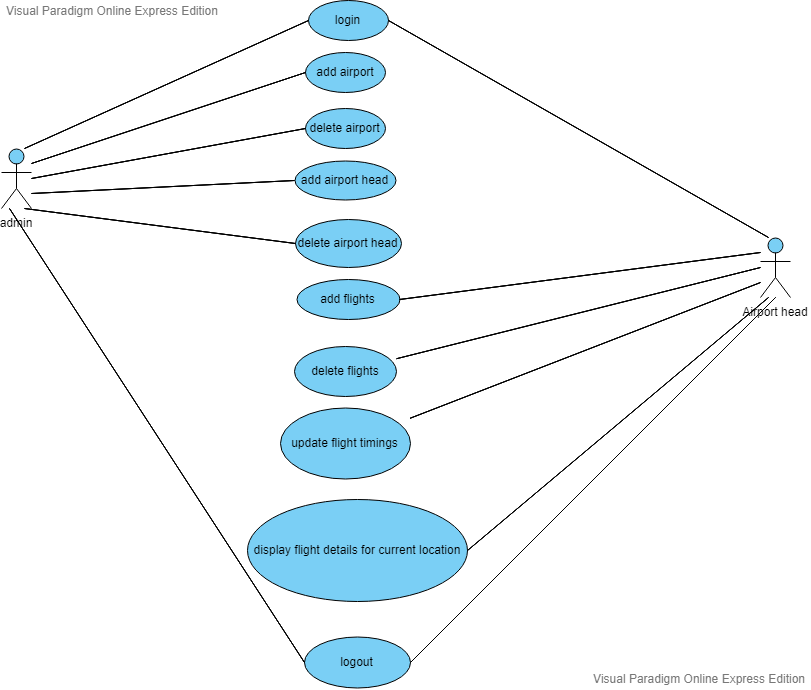 Visual Paradigm Online Express Edition
login
add airport
delete airport
add airport head
admin
delete airport head
add flights
Airport head
delete flights
update flight timings
display flight details for current location
logout
Visual Paradigm Online Express Edition